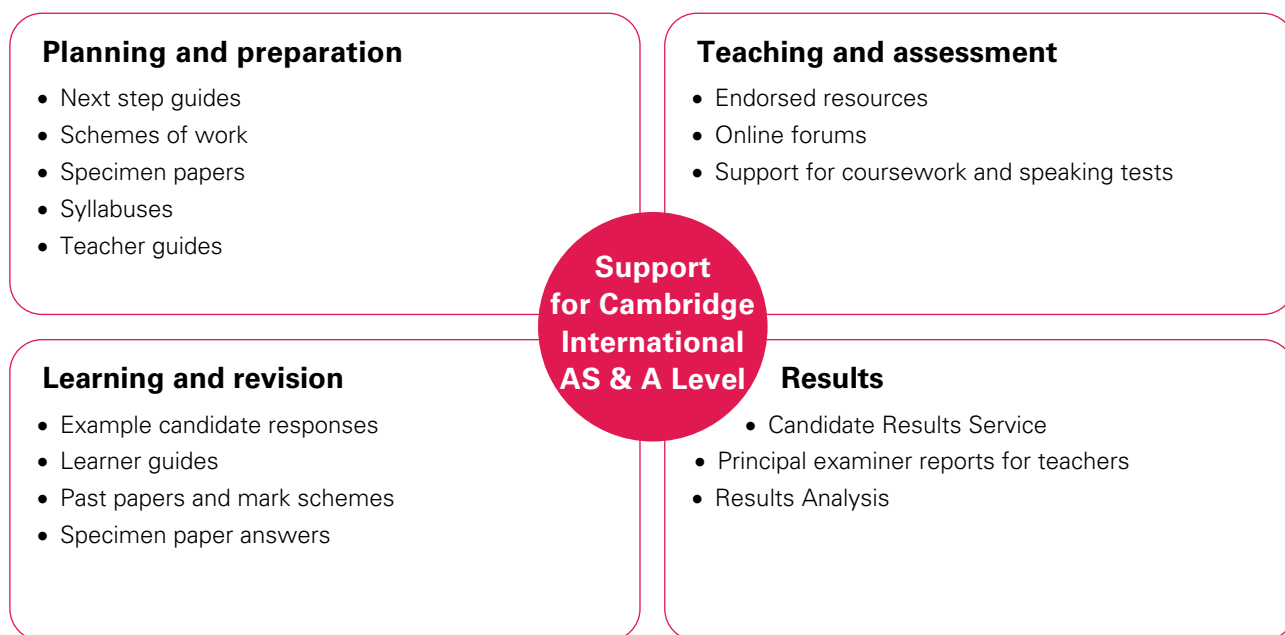 Planning and preparation
• Next step guides
• Schemes of work
• Specimen papers
• Syllabuses
• Teacher guides
Teaching and assessment
• Endorsed resources
• Online forums
• Support for coursework and speaking tests
Support
for Cambridge
International
AS & A Level
Learning and revision
• Example candidate responses
• Learner guides
• Past papers and mark schemes
• Specimen paper answers
Results
• Candidate Results Service
• Principal examiner reports for teachers
• Results Analysis